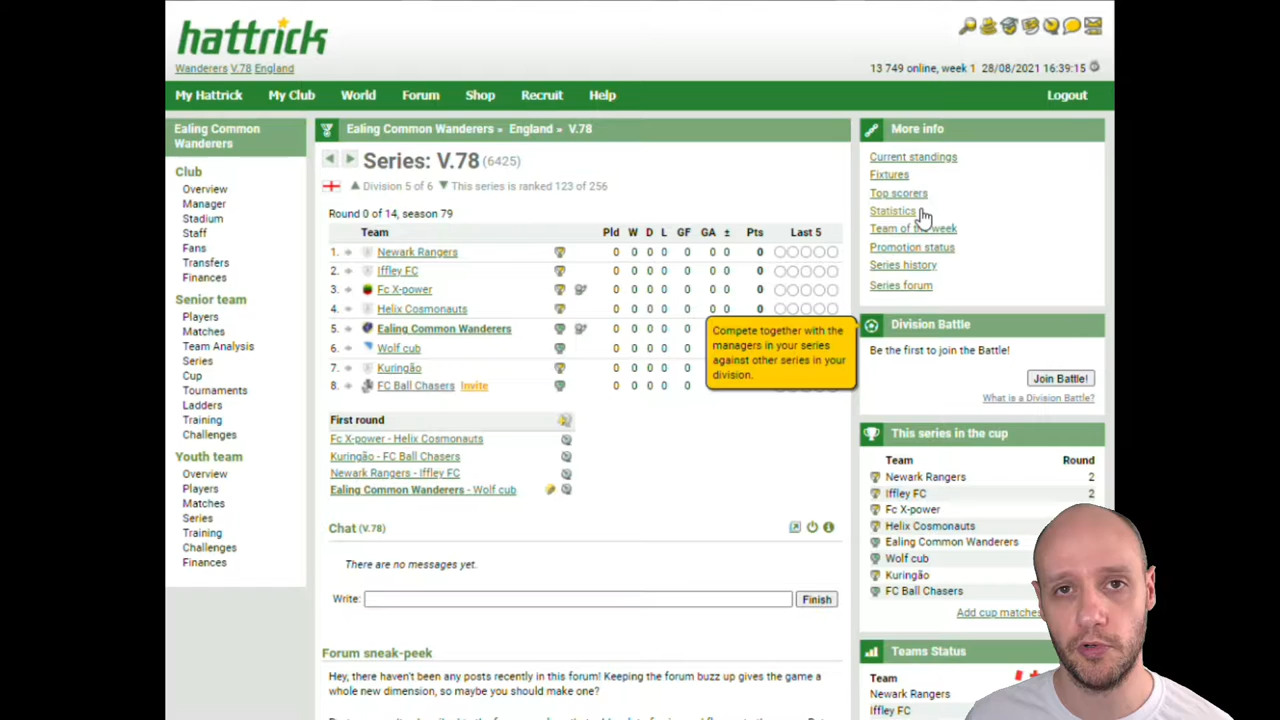 hattrick
Wanderers V.78 England
13 749 online, week 1 28/08/2021 16:39:15
My Hattrick My Club World Forum Shop Recruit Help Logout
Ealing Common
Wanderers
Club
Overview
Manager
Stadium
Staff
Fans
Transfers
Finances
Senior team
Players
Matches
Team Analysis
Series
Cup
Tournaments
Ladders
Training
Challenges
Youth team
Overview
Players
Matches
Series
Training
Challenges
Finances
Ealing Common Wanderers » England » V.78
Series: V.78 (6425)
Division 5 of 6 This series is ranked 123 of 256
Round 0 of 14, season 79
Team Pld W D L GF GA ± Pts Last 5
1. Newark Rangers 0 0 0 0 0 0 0 0
2. Iffley FC 0 0 0 0 0 0 0 0
3. Fc X-power 0 0 0 0 0 0 0 0
4. Helix Cosmonauts 0 0 0 0 0 0 0 0
5. Ealing Common Wanderers 0 0 0 0 0
6. Wolf cub 0 0 0 0 0
7. Kuringão 0 0 0 0 0
8. FC Ball Chasers Invite 0 0 0 0 0
Compete together with the
managers in your series
against other series in your
division.
First round
Fc X-power - Helix Cosmonauts
Kuringão - FC Ball Chasers
Newark Rangers - Iffley FC
Ealing Common Wanderers - Wolf cub
Chat (V.78)
There are no messages yet.
Write: Finish
Forum sneak-peek
Hey, there haven't been any posts recently in this forum! Keeping the forum buzz up gives the game a
whole new dimension, so maybe you should make one?
More info
Current standings
Fixtures
Top scorers
Statistics
Team of the week
Promotion status
Series history
Series forum
Division Battle
Be the first to join the Battle!
Join Battle!
What is a Division Battle?
This series in the cup
Team Round
Newark Rangers 2
Iffley FC 2
Fc X-power
Helix Cosmonauts
Ealing Common Wanderers
Wolf cub
Kuringão
FC Ball Chasers
Add cup matches
Teams Status
Team
Newark Rangers
Iffley FC